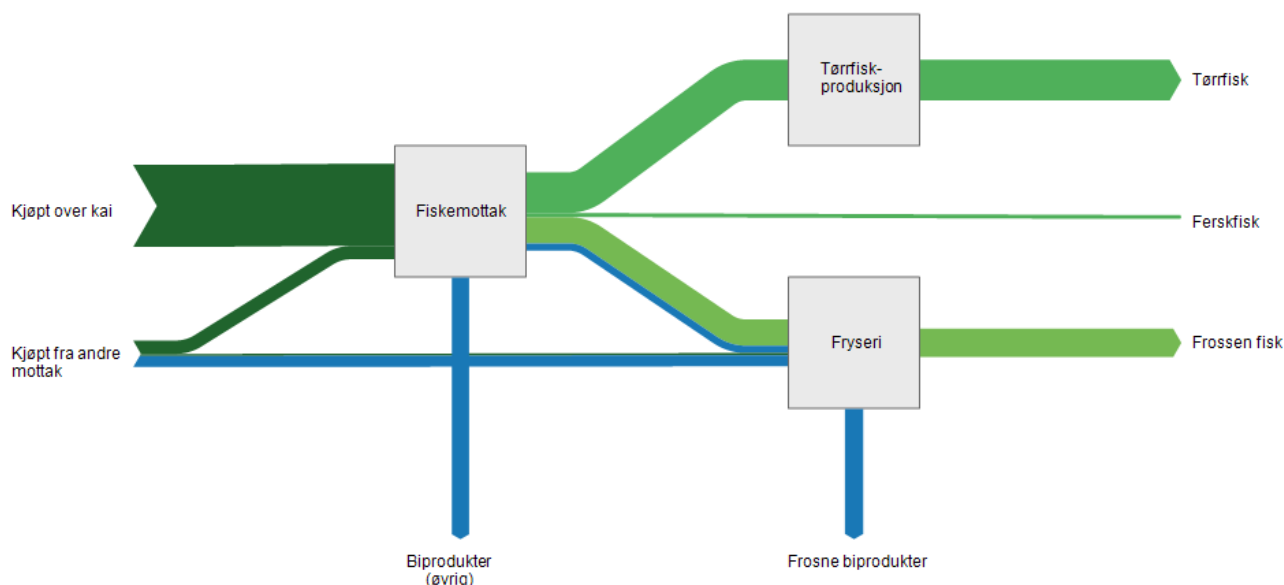 Tørrfisk-
produksjon
Tørrfisk
Kjøpt over kai
Fiskemottak
Ferskfisk
Kjøpt fra andre
mottak
Fryseri
Frossen fisk
Biprodukter
(øvrig)
Frosne biprodukter